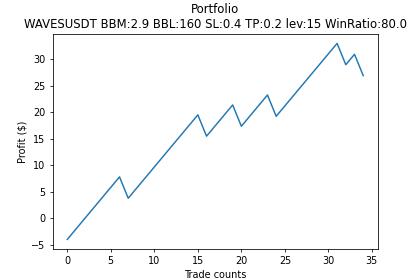 Portfolio
WAVESUSDT BBM:2.9 BBL:160 SL:0.4 TP:0.2 lev:15 WinRatio:80.0
Profit ($)
30
25
20
15
10
5
0
−5
0 5 10 15 20 25 30 35
Trade counts